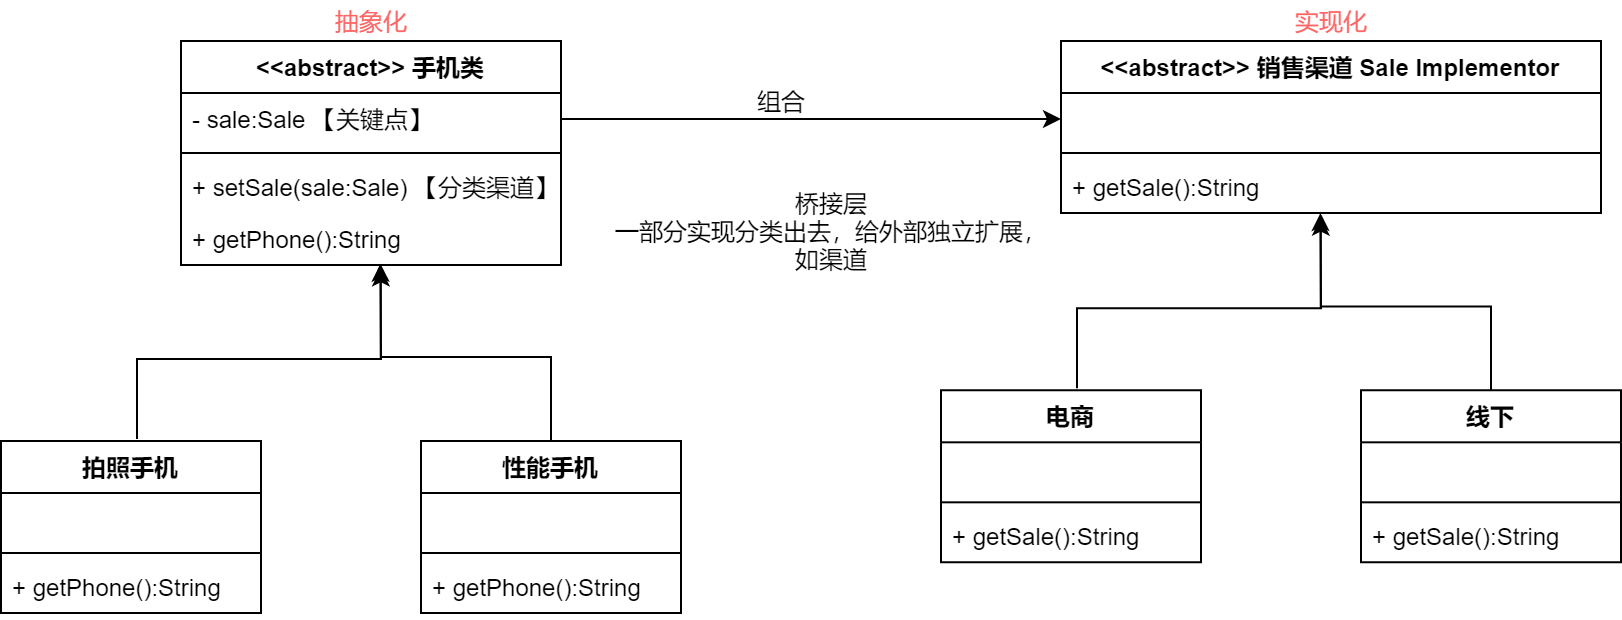 抽象化
<<abstract>> 手机类
- sale:Sale 【关键点】
+ setSale(sale:Sale) 【分类渠道】
+ getPhone():String
组合
桥接层
一部分实现分类出去，给外部独立扩展，
如渠道
实现化
<<abstract>> 销售渠道 Sale Implementor
+ getSale():String
拍照手机
+ getPhone():String
性能手机
+ getPhone():String
电商
+ getSale():String
线下
+ getSale():String